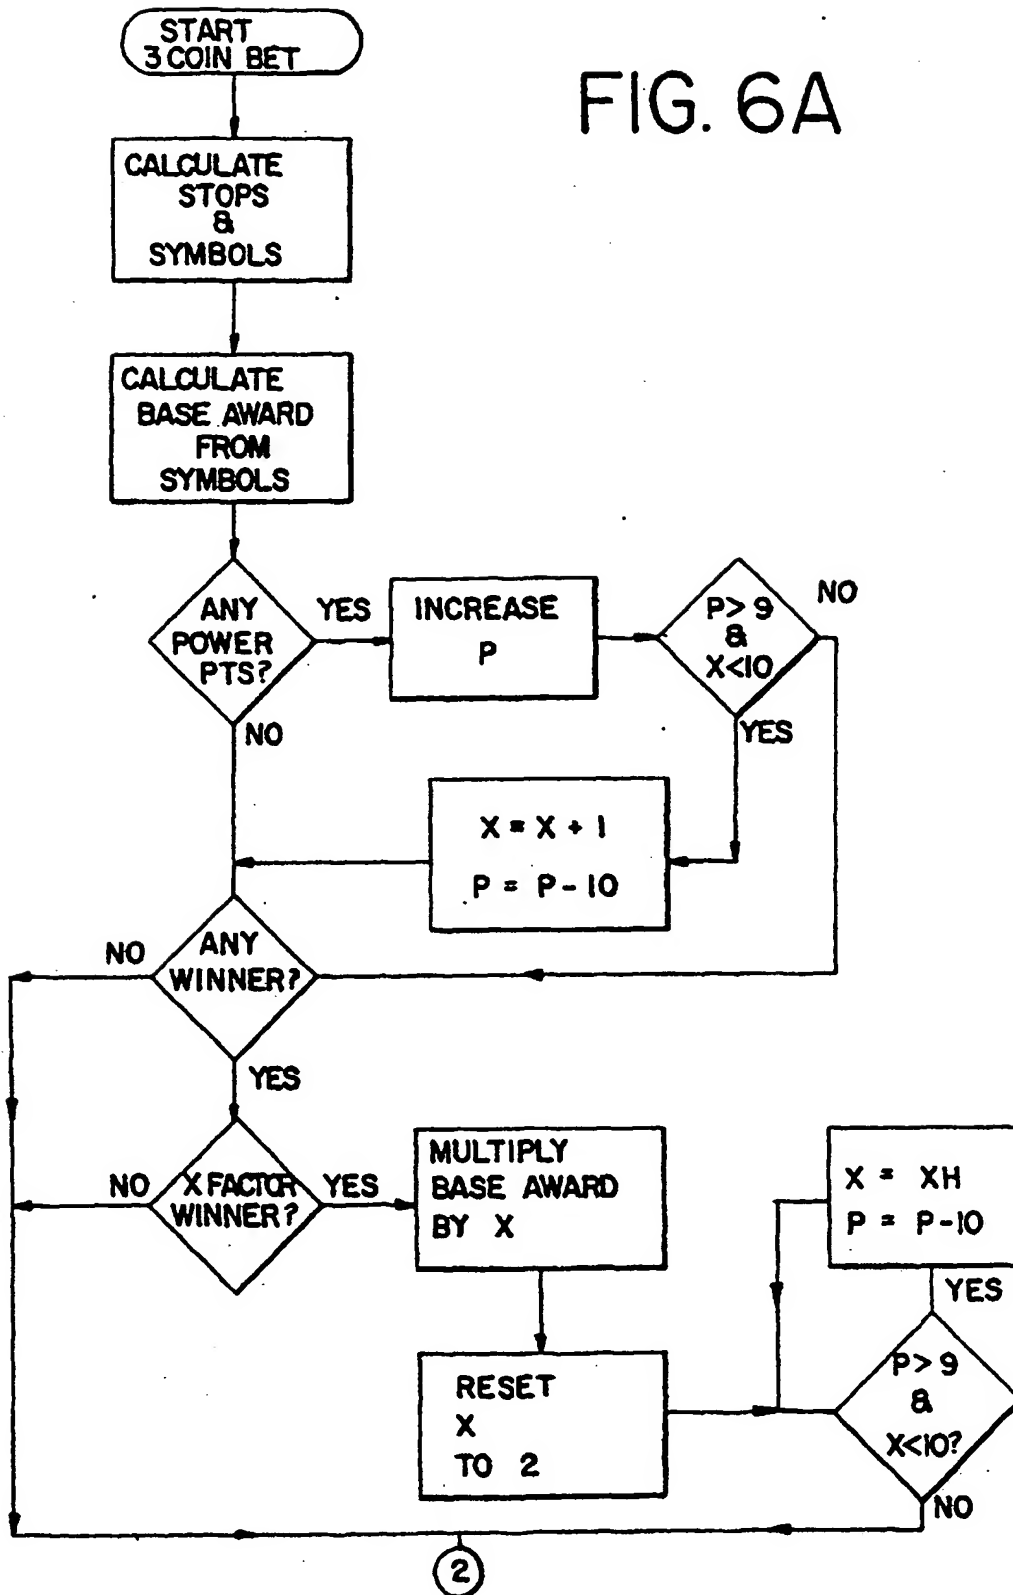 START
3 COIN BET
FIG. 6A
CALCULATE
STOPS
&
SYMBOLS
CALCULATE
BASE AWARD
FROM
SYMBOLS
ANY
POWER
PTS?
YES
NO
INCREASE
P
P > 9
&
X<10
NO
YES
X = X + 1
P = P - 10
ANY
WINNER?
NO
YES
X FACTOR
WINNER?
NO
YES
MULTIPLY
BASE AWARD
BY X
RESET
X
TO 2
X = XH
P = P-10
YES
P > 9
&
X<10?
NO
2